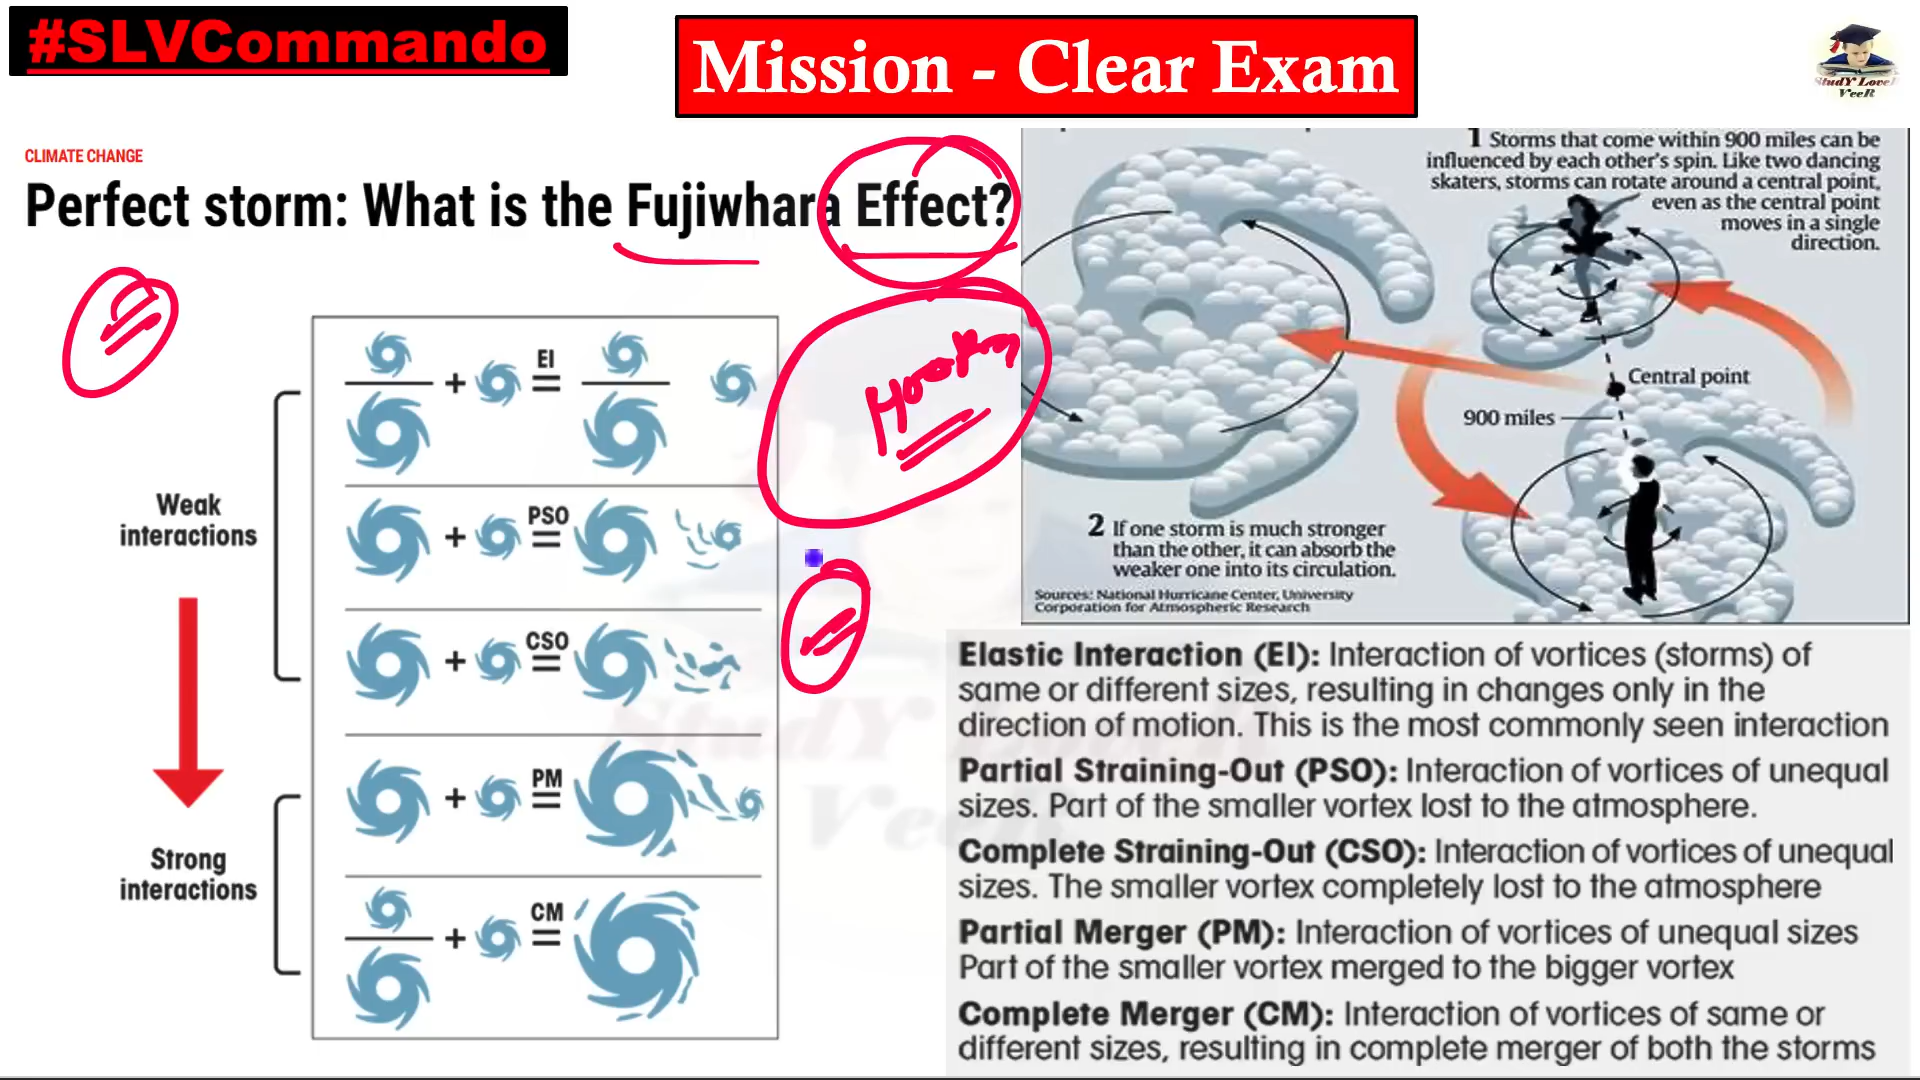 #SLVCommando
Mission - Clear Exam
StudY LoveR
VeeR
CLIMATE CHANGE
Perfect storm: What is the Fujiwhara Effect?
EI
PSO
CSO
PM
CM
Weak
interactions
Strong
interactions
1 Storms that come within 900 miles can be
influenced by each other's spin. Like two dancing
skaters, storms can rotate around a central point,
even as the central point
moves in a single
direction.
Central point
900 miles
2 If one storm is much stronger
than the other, it can absorb the
weaker one into its circulation.
Sources: National Hurricane Center, University
Corporation for Atmospheric Research
Elastic Interaction (EI): Interaction of vortices (storms) of
same or different sizes, resulting in changes only in the
direction of motion. This is the most commonly seen interaction
Partial Straining-Out (PSO): Interaction of vortices of unequal
sizes. Part of the smaller vortex lost to the atmosphere.
Complete Straining-Out (CSO): Interaction of vortices of unequal
sizes. The smaller vortex completely lost to the atmosphere
Partial Merger (PM): Interaction of vortices of unequal sizes
Part of the smaller vortex merged to the bigger vortex
Complete Merger (CM): Interaction of vortices of same or
different sizes, resulting in complete merger of both the storms
StudY LoveR
VeeR